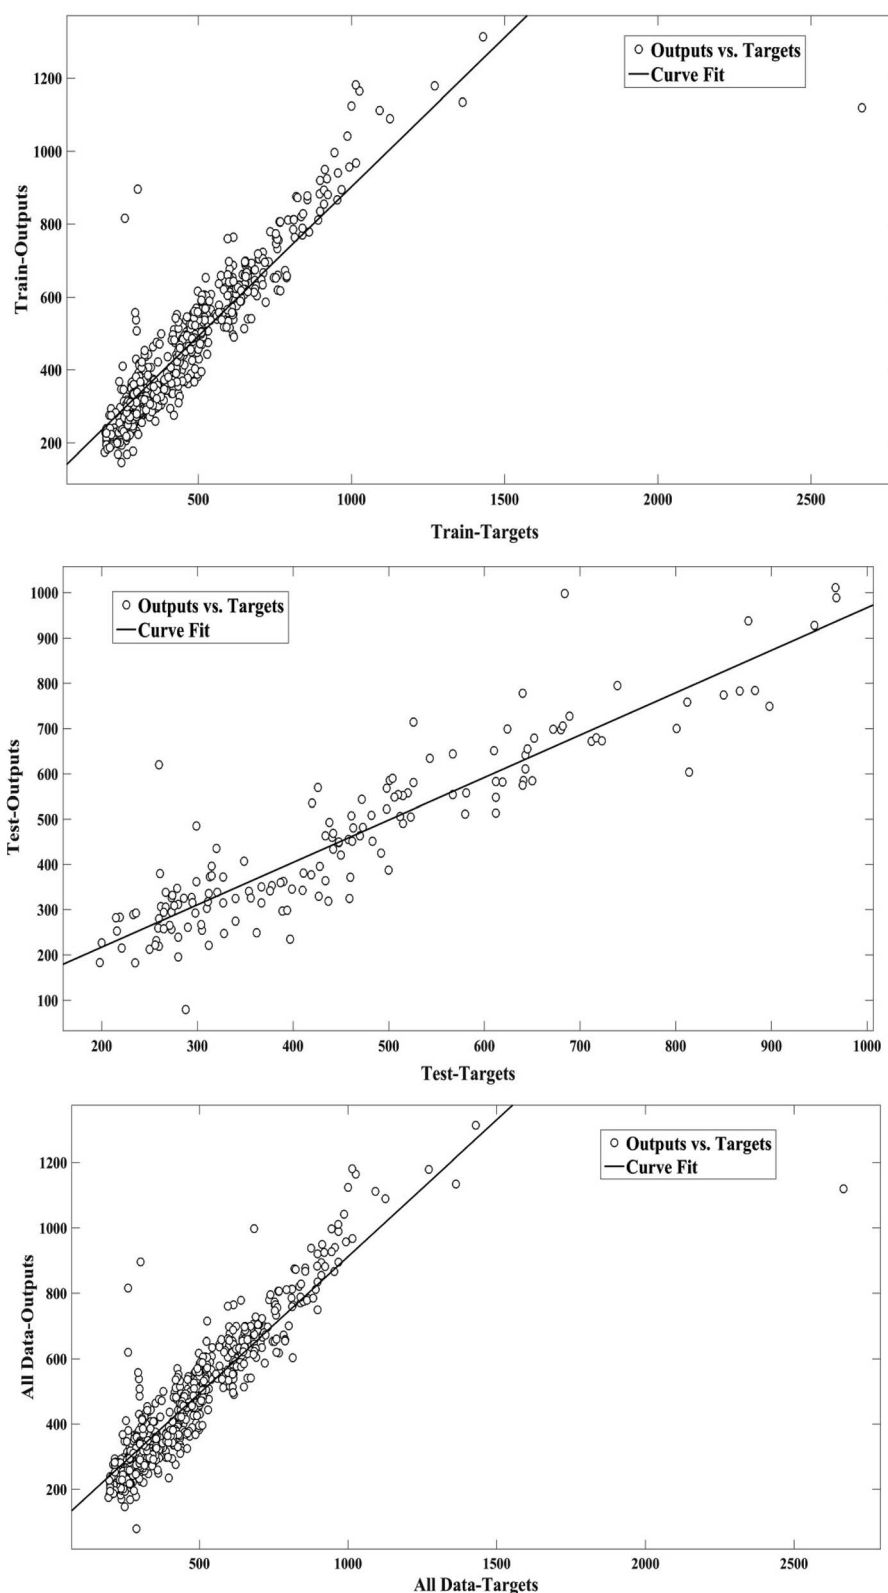 1200
1000
800
600
400
200
Train-Outputs
Outputs vs. Targets
Curve Fit
500 1000 1500 2000 2500
Train-Targets
1000
900
800
700
600
500
400
300
200
100
Test-Outputs
Outputs vs. Targets
Curve Fit
200 300 400 500 600 700 800 900 1000
Test-Targets
1200
1000
800
600
400
200
All Data-Outputs
Outputs vs. Targets
Curve Fit
500 1000 1500 2000 2500
All Data-Targets